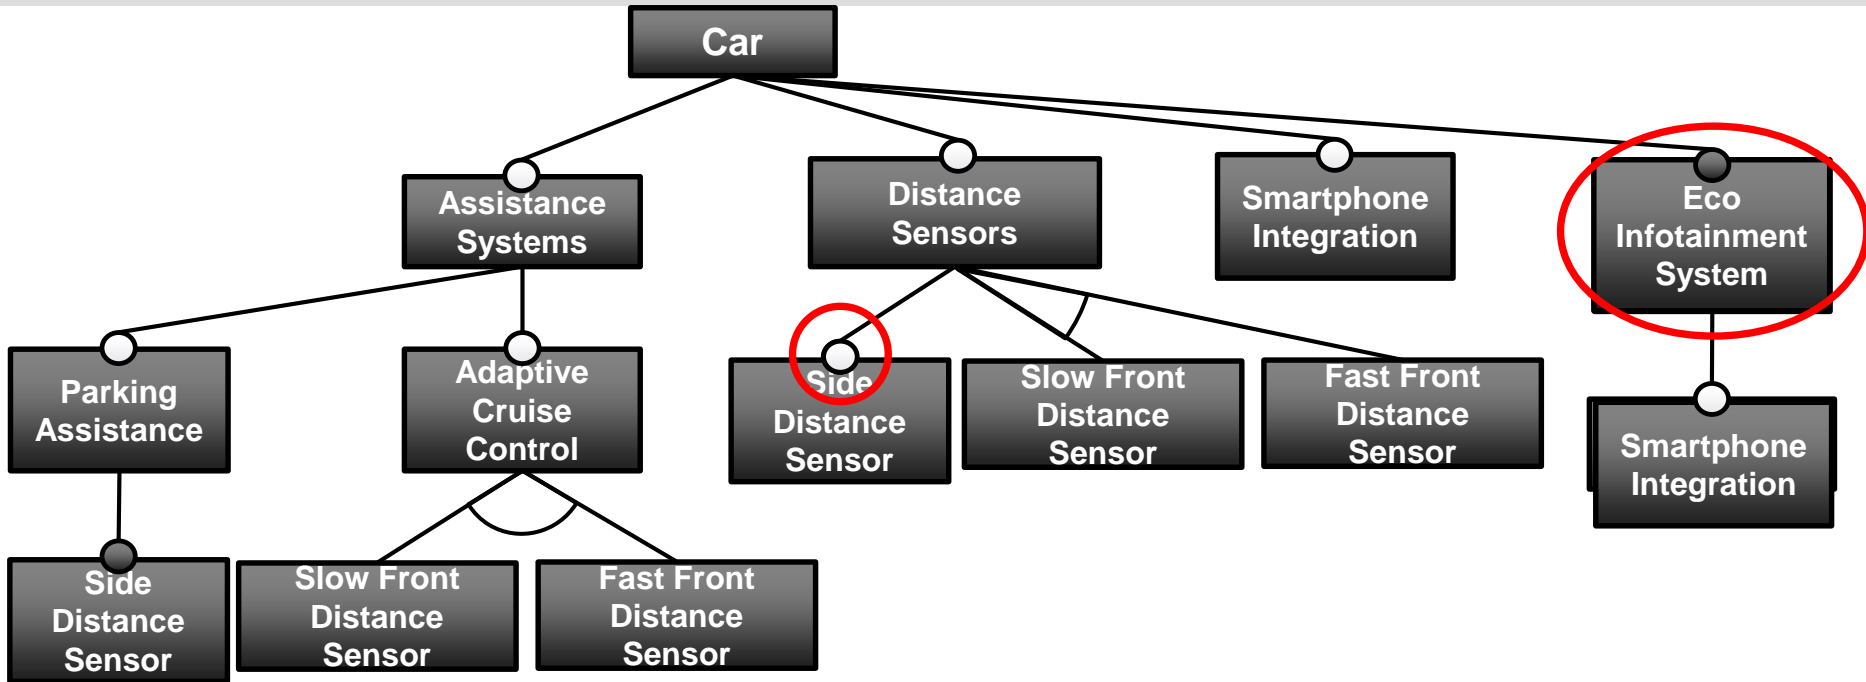 Car
Assistance
Systems
Distance
Sensors
Smartphone
Integration
Eco
Infotainment
System
Parking
Assistance
Adaptive
Cruise
Control
Side
Distance
Sensor
Slow Front
Distance
Sensor
Fast Front
Distance
Sensor
Smartphone
Integration
Side
Distance
Sensor
Slow Front
Distance
Sensor
Fast Front
Distance
Sensor